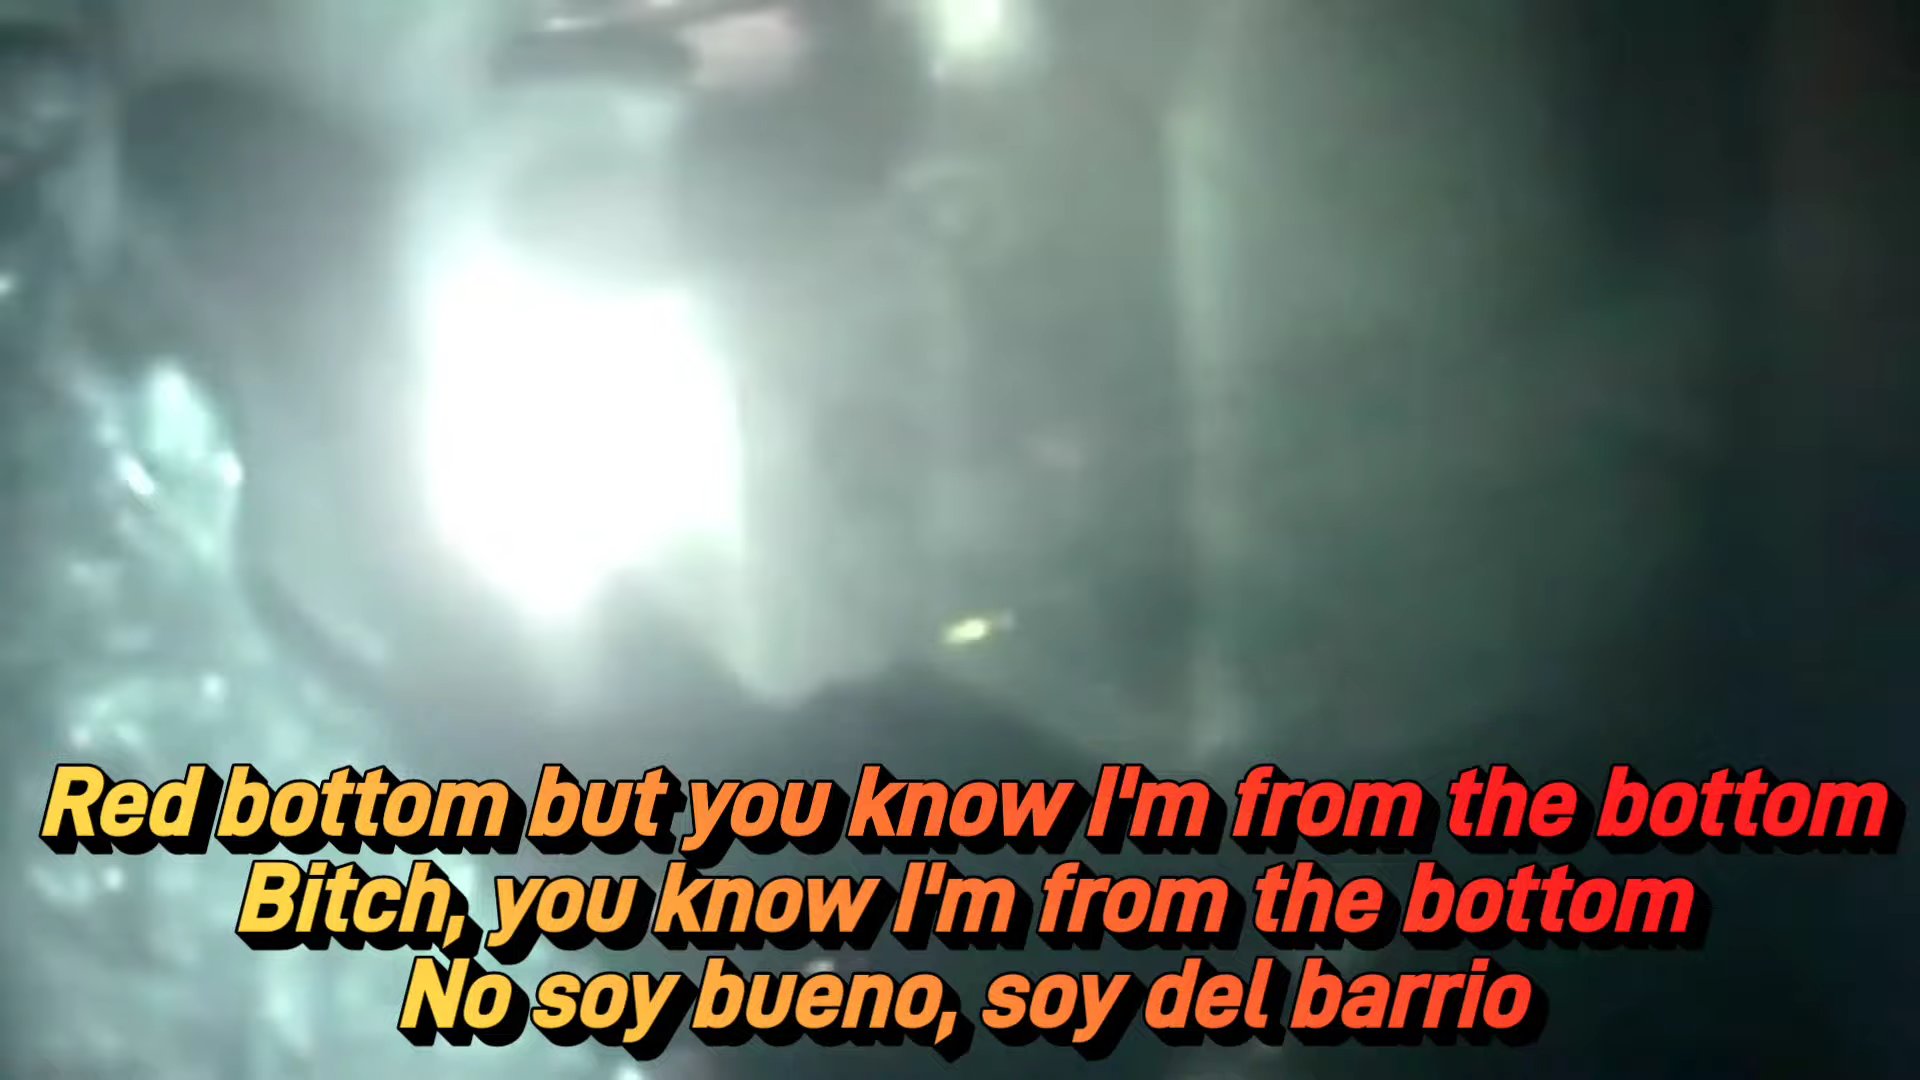 Red bottom but you know I'm from the bottom
Bitch, you know I'm from the bottom
No soy bueno, soy del barrio